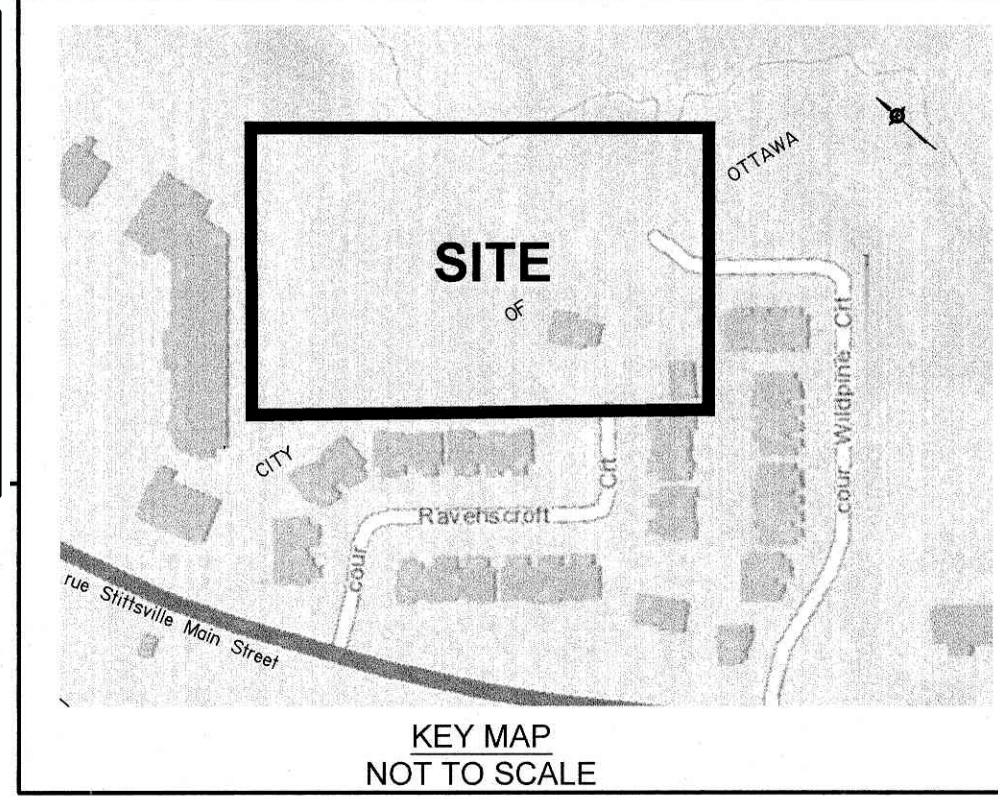 OTTAWA
SITE
OF
CITY
Crt
Ravenscroft
cour
cour Wildpine Crt
rue Stittsville Main Street
KEY MAP
NOT TO SCALE